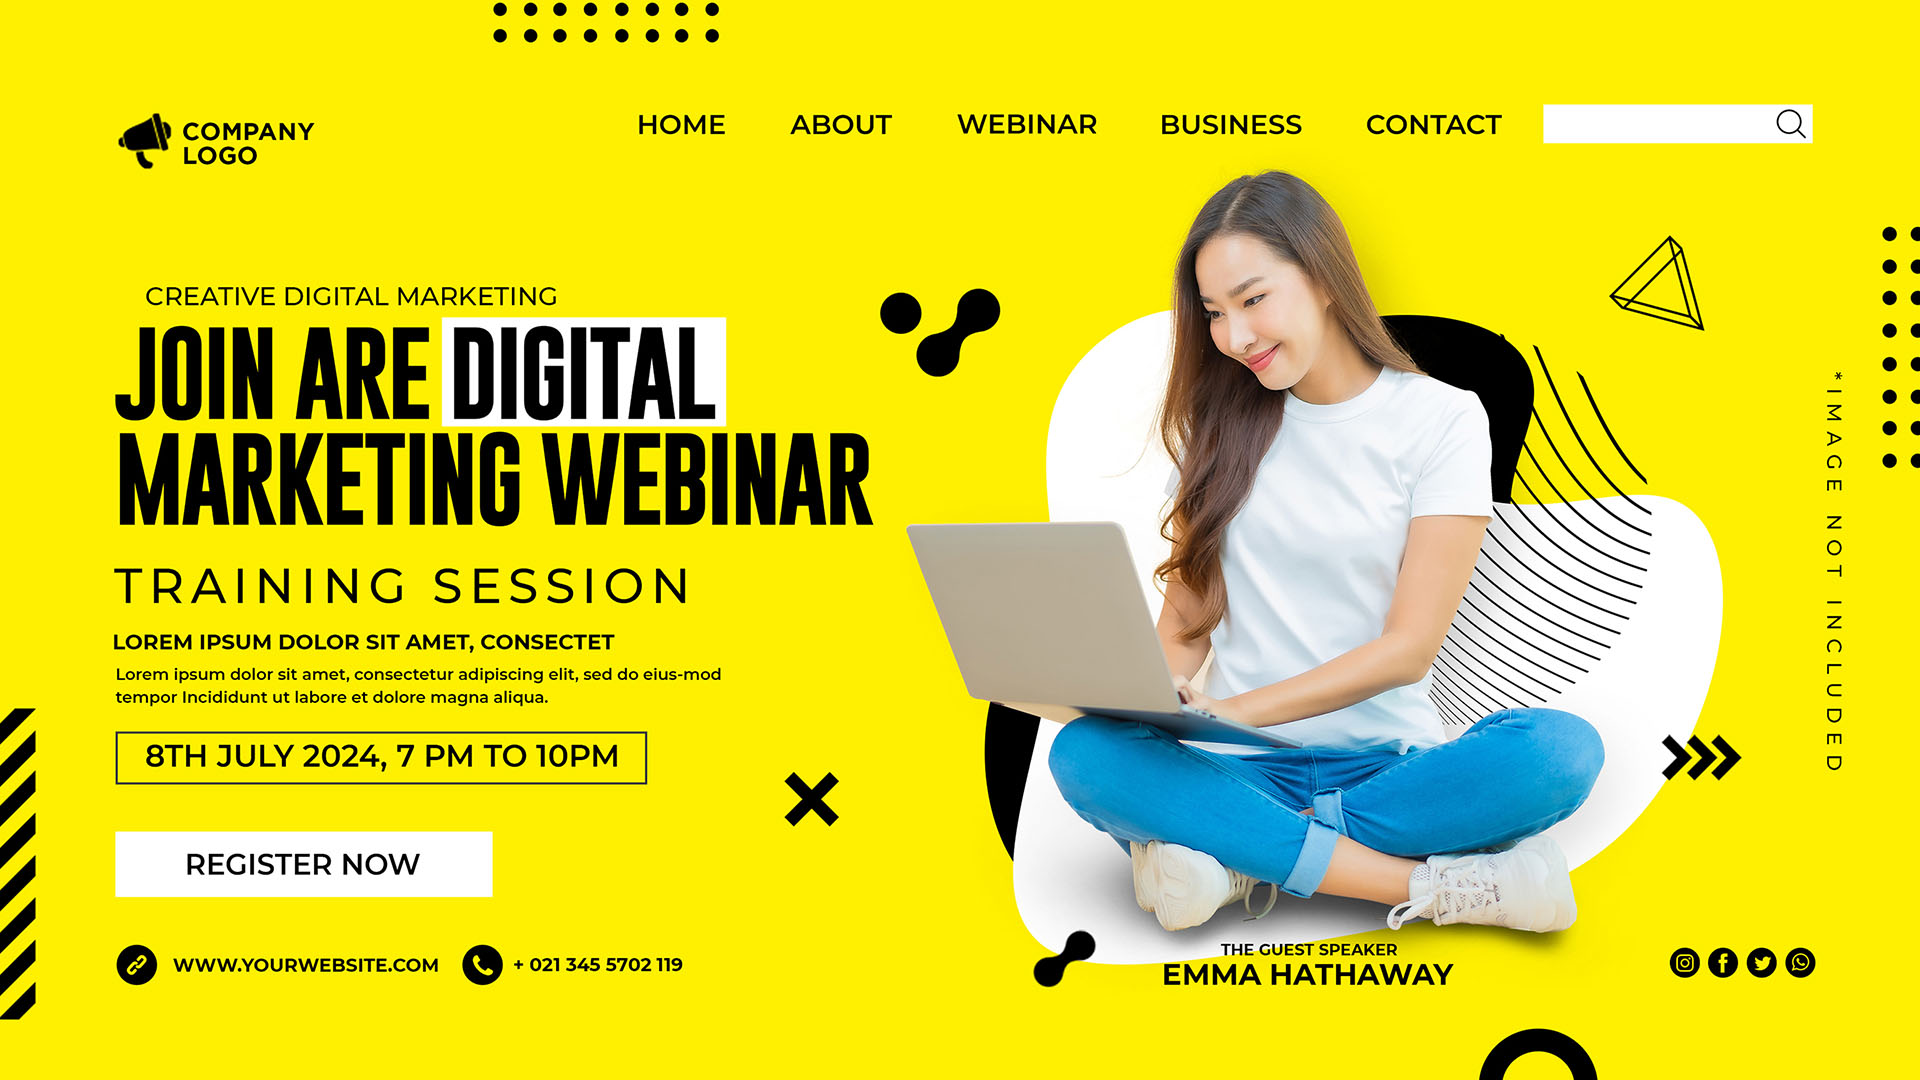 COMPANY
LOGO
HOME ABOUT WEBINAR BUSINESS CONTACT
CREATIVE DIGITAL MARKETING
JOIN ARE DIGITAL
MARKETING WEBINAR
TRAINING SESSION
LOREM IPSUM DOLOR SIT AMET, CONSECTET
Lorem ipsum dolor sit amet, consectetur adipiscing elit, sed do eius-mod
tempor Incididunt ut labore et dolore magna aliqua.
8TH JULY 2024, 7 PM TO 10PM
REGISTER NOW
WWW.YOURWEBSITE.COM + 021 345 5702 119
THE GUEST SPEAKER
EMMA HATHAWAY
*IMAGE NOT INCLUDED